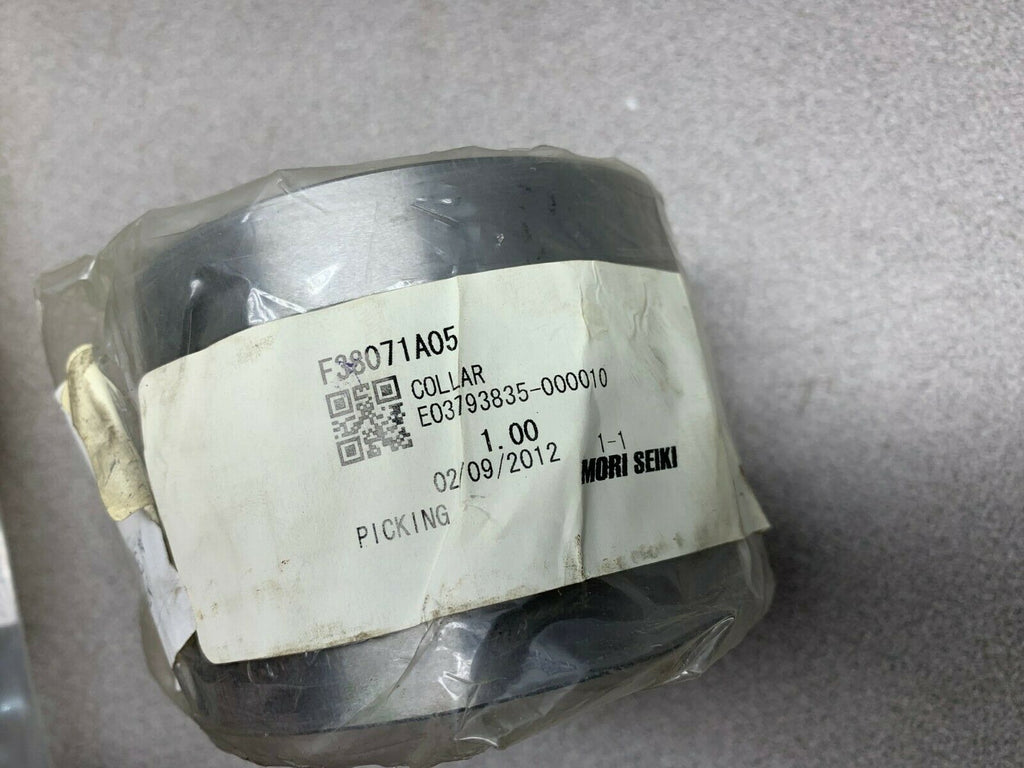 F38071A05
COLLAR
E03793835-000010
1.00
02/09/2012
1-1
MORI SEIKI
PICKING